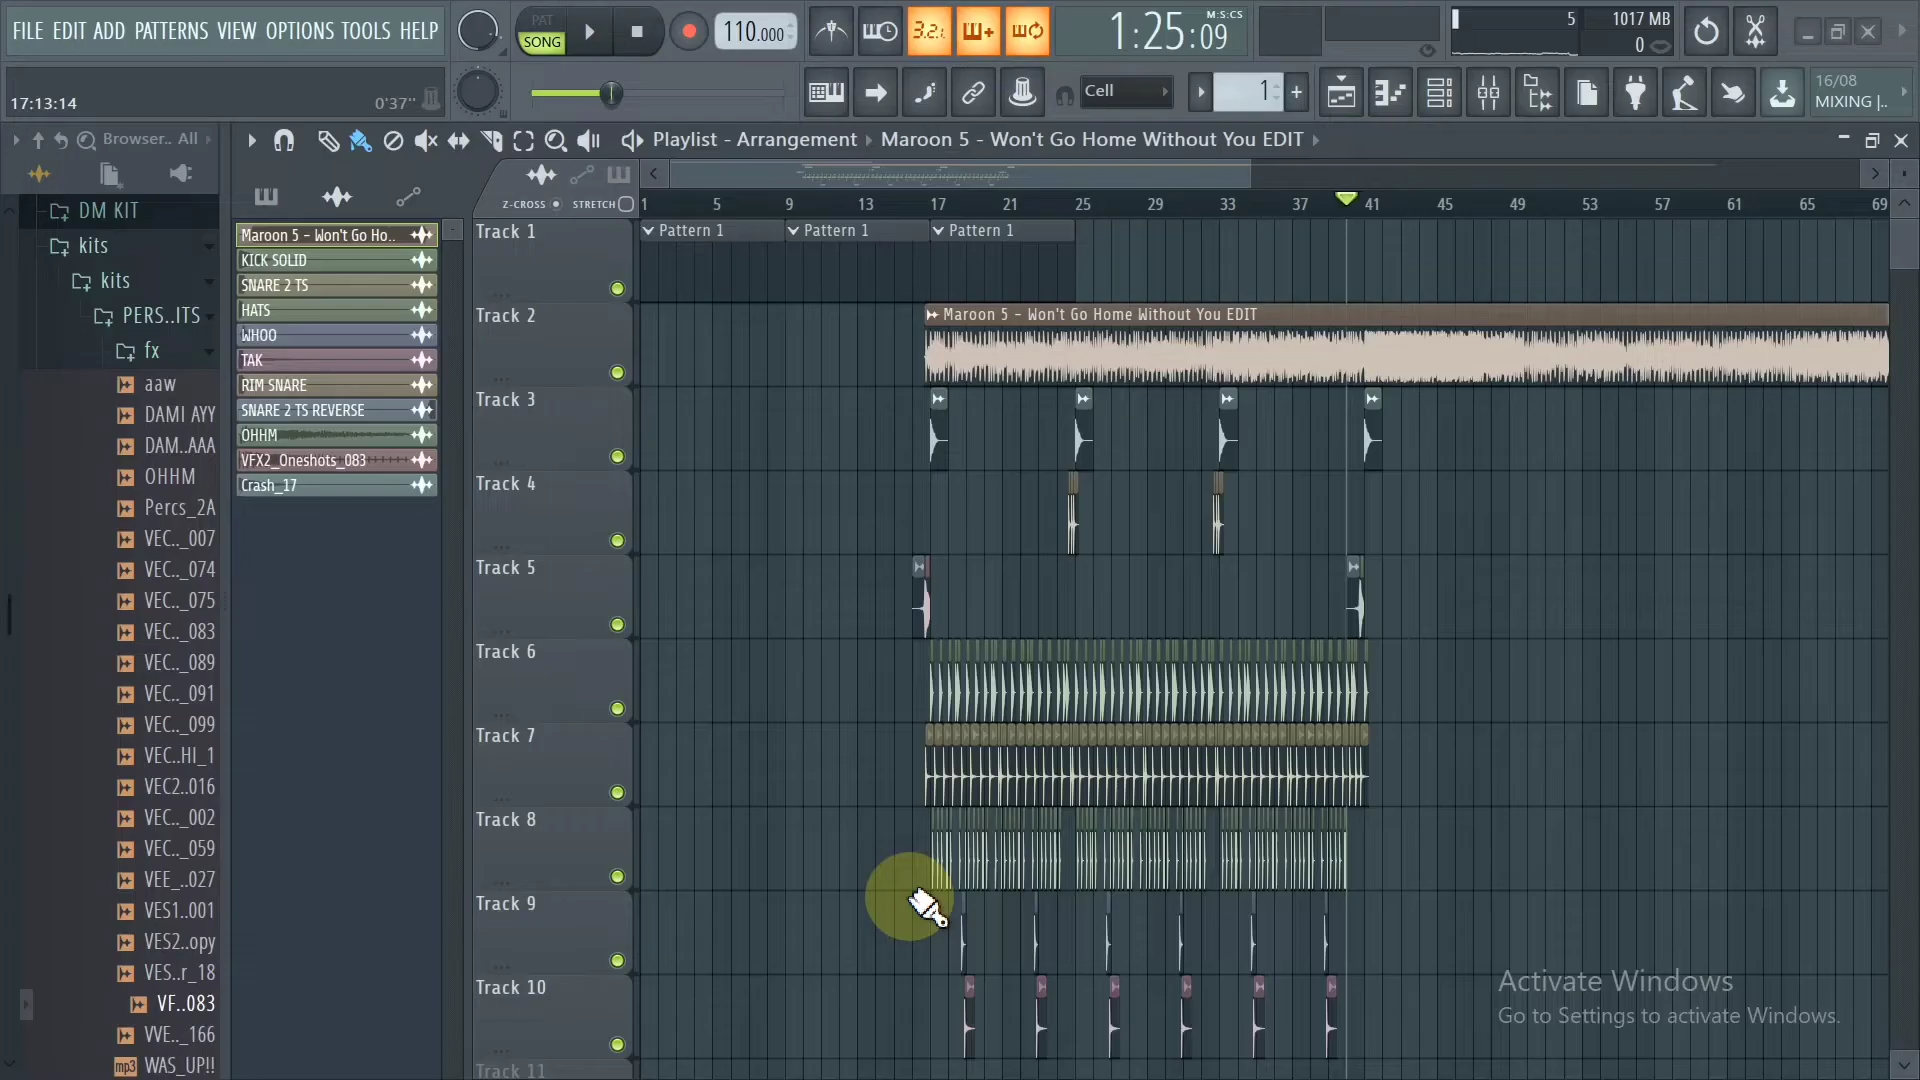 FILE EDIT ADD PATTERNS VIEW OPTIONS TOOLS HELP
PAT
SONG
110.000
3.2.1
1:25:09
M:S:CS
5
1017 MB
0
17:13:14
0'37''
Cell
1
16/08
MIXING |..
Browser.. All
Playlist - Arrangement
Maroon 5 - Won't Go Home Without You EDIT
Z-CROSS
STRETCH
1 5 9 13 17 21 25 29 33 37 41 45 49 53 57 61 65 69
DM KIT
kits
kits
PERS..ITS
fx
aaw
DAMI AYY
DAM..AAA
OHHM
Percs_2A
VEC.._007
VEC.._074
VEC.._075
VEC.._083
VEC.._089
VEC.._091
VEC.._099
VEC..HI_1
VEC2..016
VEC.._002
VEC.._059
VEE_..027
VES1..001
VES2..opy
VES..r_18
VF..083
VVE.._166
mp3 WAS_UP!!
Maroon 5 - Won't Go Ho..
KICK SOLID
SNARE 2 TS
HATS
WHOO
TAK
RIM SNARE
SNARE 2 TS REVERSE
OHHM
VFX2_Oneshots_083
Crash_17
Track 1
Pattern 1
Pattern 1
Pattern 1
Track 2
Maroon 5 - Won't Go Home Without You EDIT
Track 3
Track 4
Track 5
Track 6
Track 7
Track 8
Track 9
Track 10
Track 11
Activate Windows
Go to Settings to activate Windows.